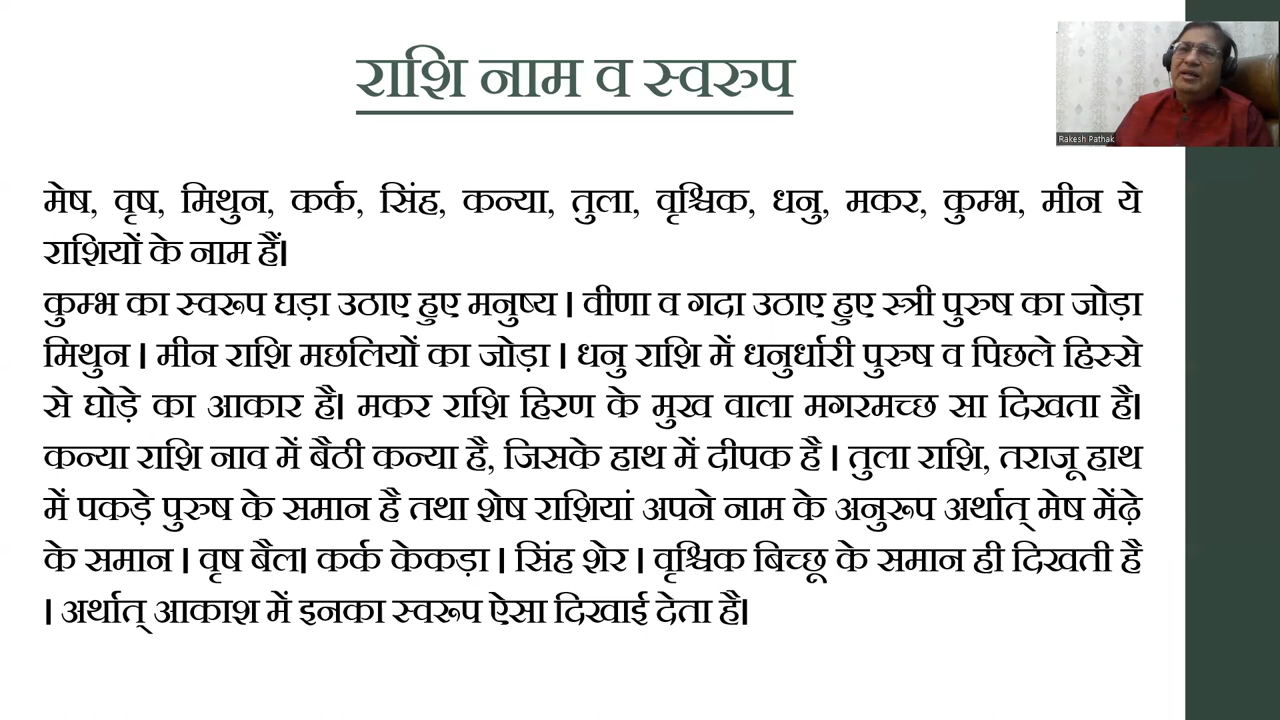 राशि नाम व स्वरुप
Rakesh Pathak
मेष, वृष, मिथुन, कर्क, सिंह, कन्या, तुला, वृश्चिक, धनु, मकर, कुम्भ, मीन ये
राशियों के नाम हैं।
कुम्भ का स्वरूप घड़ा उठाए हुए मनुष्य । वीणा व गदा उठाए हुए स्त्री पुरुष का जोड़ा
मिथुन । मीन राशि मछलियों का जोड़ा । धनु राशि में धनुर्धारी पुरुष व पिछले हिस्से
से घोड़े का आकार है। मकर राशि हिरण के मुख वाला मगरमच्छ सा दिखता है।
कन्या राशि नाव में बैठी कन्या है, जिसके हाथ में दीपक है । तुला राशि, तराजू हाथ
में पकड़े पुरुष के समान है तथा शेष राशियां अपने नाम के अनुरूप अर्थात् मेष मेंढ़े
के समान । वृष बैल। कर्क केकड़ा । सिंह शेर । वृश्चिक बिच्छू के समान ही दिखती है
। अर्थात् आकाश में इनका स्वरूप ऐसा दिखाई देता है।